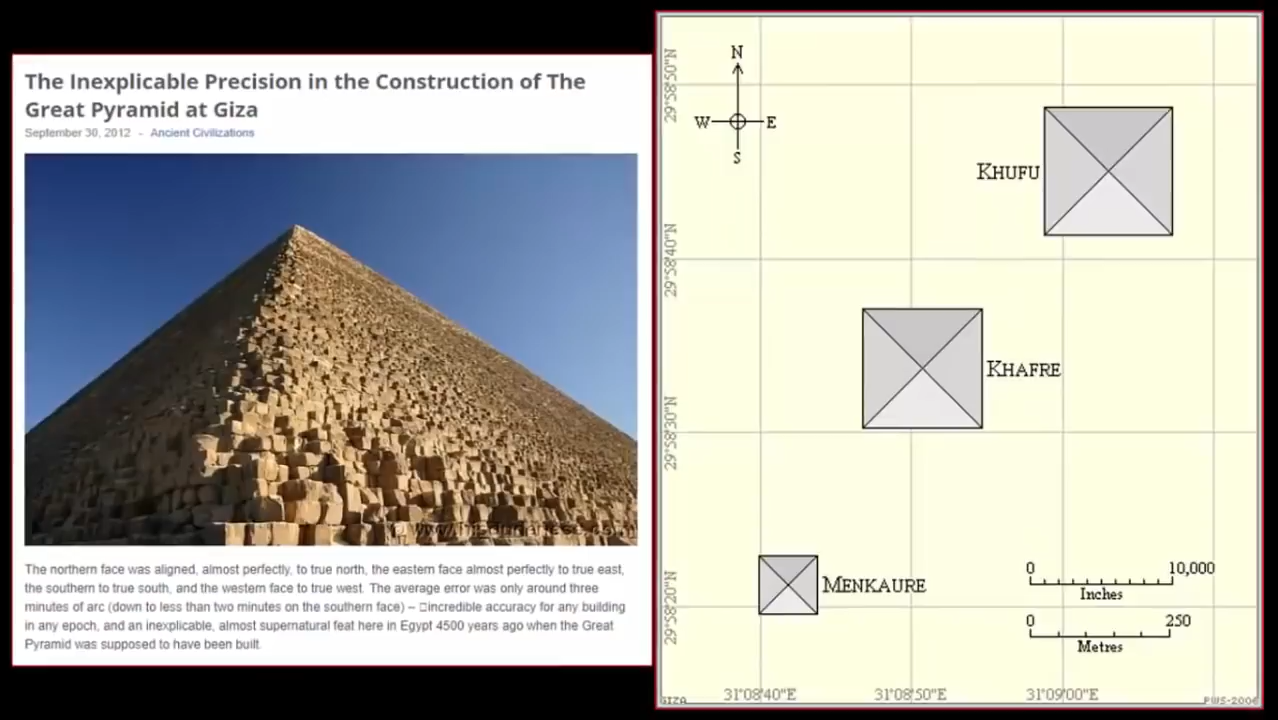 The Inexplicable Precision in the Construction of The
Great Pyramid at Giza
September 30, 2012 - Ancient Civilizations
The northern face was aligned, almost perfectly, to true north, the eastern face almost perfectly to true east,
the southern to true south, and the western face to true west. The average error was only around three
minutes of arc (down to less than two minutes on the southern face) – incredible accuracy for any building
in any epoch, and an inexplicable, almost supernatural feat here in Egypt 4500 years ago when the Great
Pyramid was supposed to have been built.
N
W E
S
29°58'50"N
29°58'40"N
29°58'30"N
29°58'20"N
KHUFU
KHAFRE
MENKAURE
0 10,000
Inches
0 250
Metres
31°08'40"E 31°08'50"E 31°09'00"E
GIZA PWS-2006